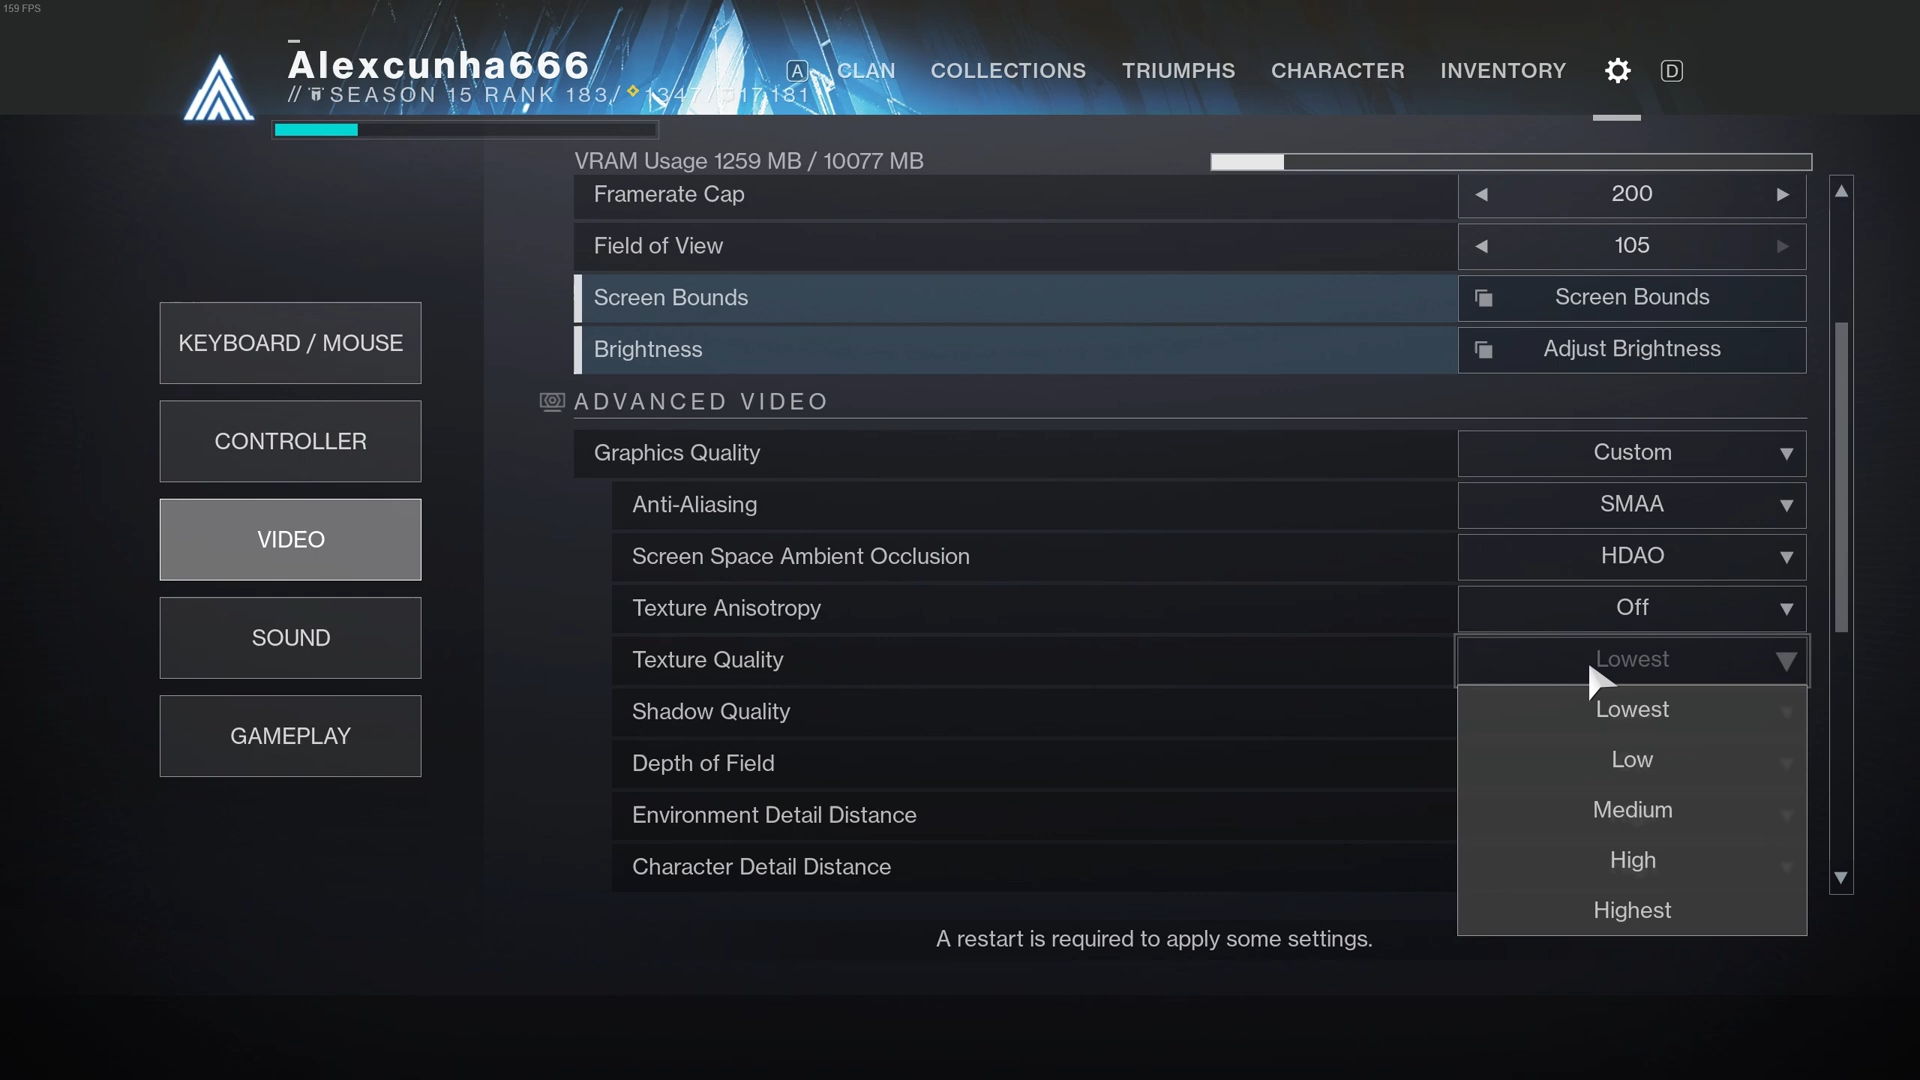 159 FPS
Alexcunha666
// SEASON 15 RANK 183/
A CLAN COLLECTIONS TRIUMPHS CHARACTER INVENTORY D
VRAM Usage 1259 MB / 10077 MB
Framerate Cap 200
Field of View 105
Screen Bounds Screen Bounds
Brightness Adjust Brightness
ADVANCED VIDEO
Graphics Quality Custom
Anti-Aliasing SMAA
Screen Space Ambient Occlusion HDAO
Texture Anisotropy Off
Texture Quality Lowest
Shadow Quality Lowest
Depth of Field Low
Environment Detail Distance Medium
Character Detail Distance High
Highest
KEYBOARD / MOUSE
CONTROLLER
VIDEO
SOUND
GAMEPLAY
A restart is required to apply some settings.